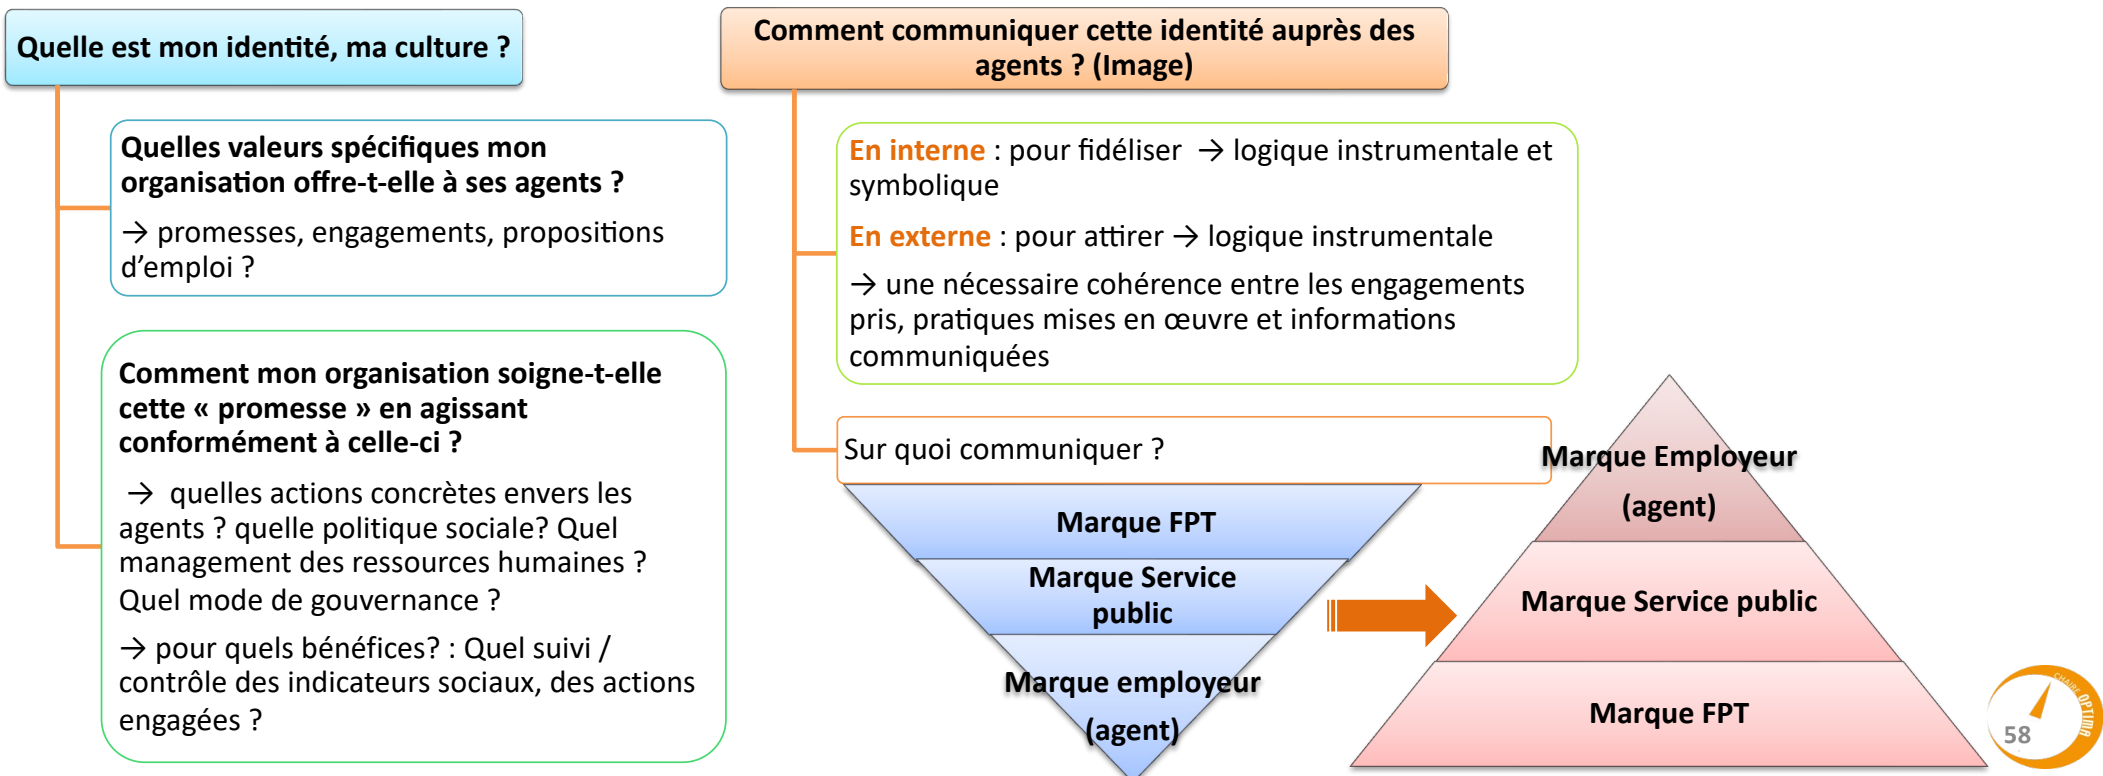 Quelle est mon identité, ma culture ?
Quelles valeurs spécifiques mon
organisation offre-t-elle à ses agents ?
→ promesses, engagements, propositions
d’emploi ?
Comment mon organisation soigne-t-elle
cette « promesse » en agissant
conformément à celle-ci ?
→ quelles actions concrètes envers les
agents ? quelle politique sociale? Quel
management des ressources humaines ?
Quel mode de gouvernance ?
→ pour quels bénéfices? : Quel suivi /
contrôle des indicateurs sociaux, des actions
engagées ?
Comment communiquer cette identité auprès des
agents ? (Image)
En interne : pour fidéliser → logique instrumentale et
symbolique
En externe : pour attirer → logique instrumentale
→ une nécessaire cohérence entre les engagements
pris, pratiques mises en œuvre et informations
communiquées
Sur quoi communiquer ?
Marque FPT
Marque Service
public
Marque employeur
(agent)
Marque Employeur
(agent)
Marque Service public
Marque FPT
CHAIRE OPTIMA
58